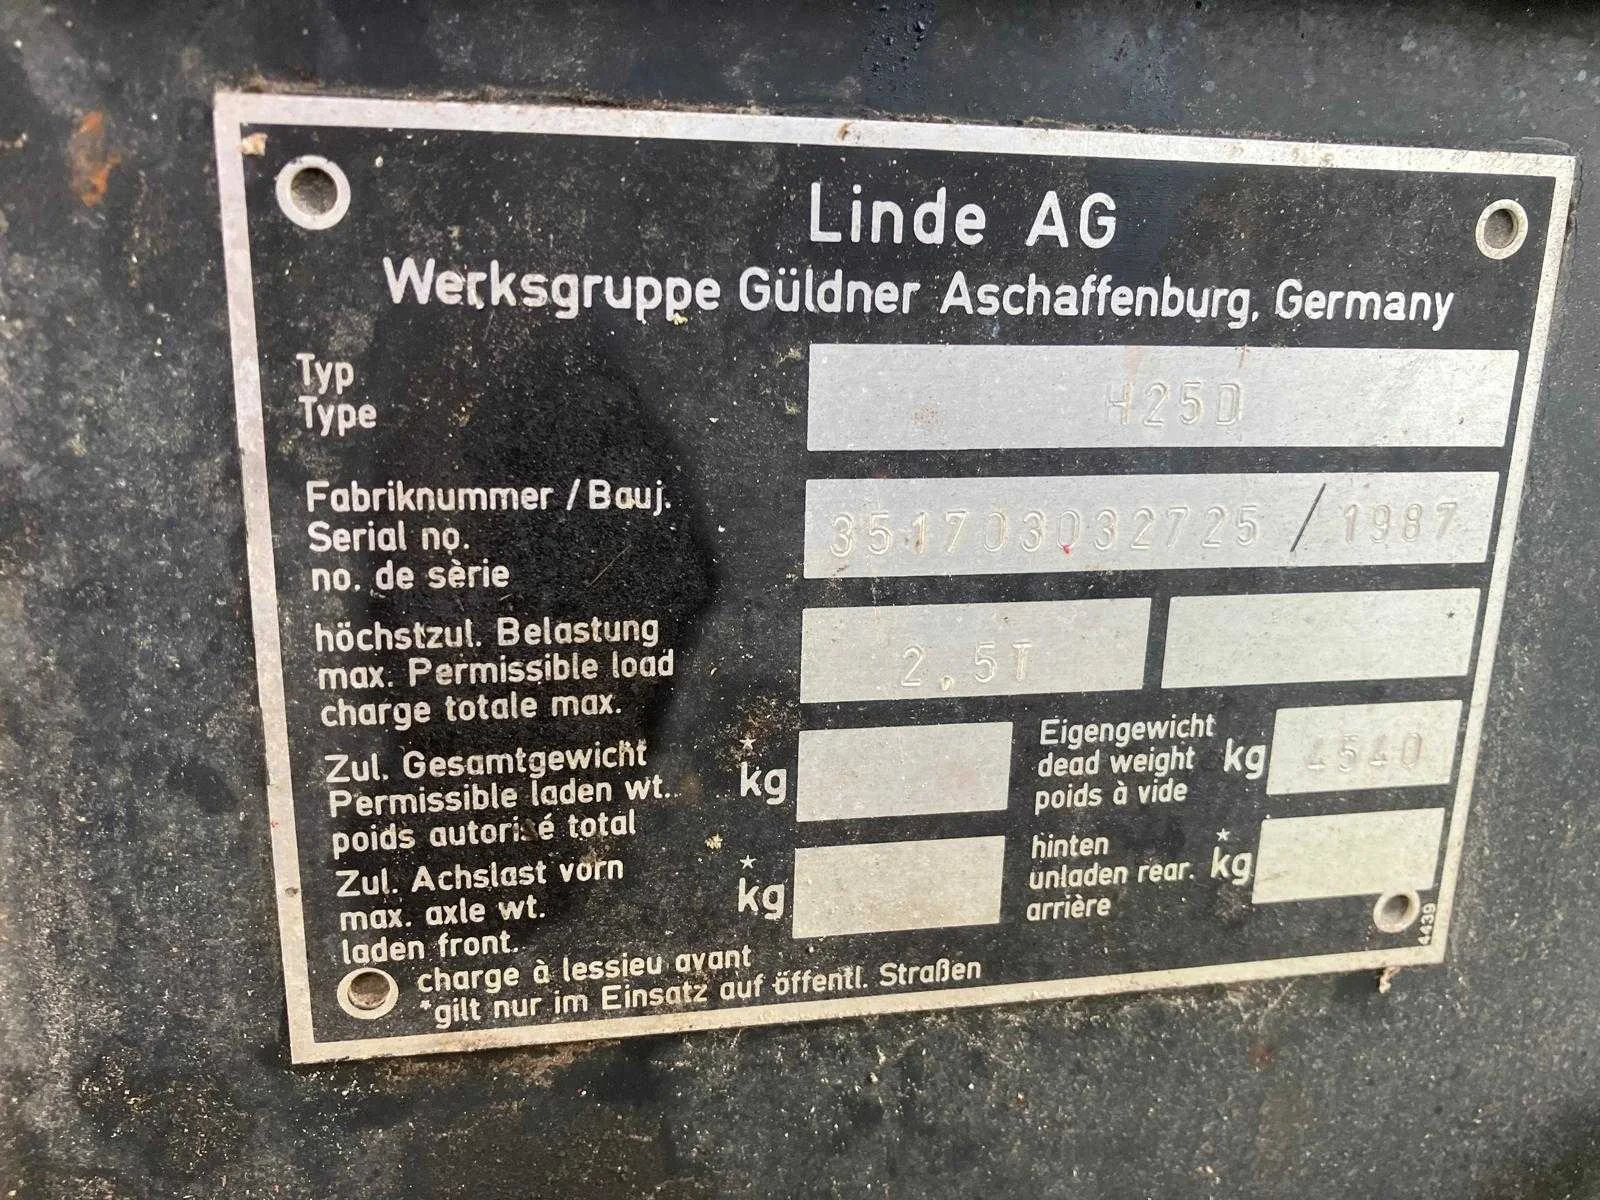 Linde AG
Werksgruppe Güldner Aschaffenburg, Germany
Typ
Type
H25D
Fabriknummer / Bauj.
Serial no.
no. de sèrie
351703032725 / 1987
höchstzul. Belastung
max. Permissible load
charge totale max.
2,5T
Zul. Gesamtgewicht
Permissible laden wt..
poids autorisé total
* kg
Eigengewicht
dead weight
poids à vide
kg
4540
Zul. Achslast vorn
max. axle wt.
laden front.
charge à lessieu avant
* kg
hinten
unladen rear.
arrière
* kg
*gilt nur im Einsatz auf öffentl. Straßen
4439